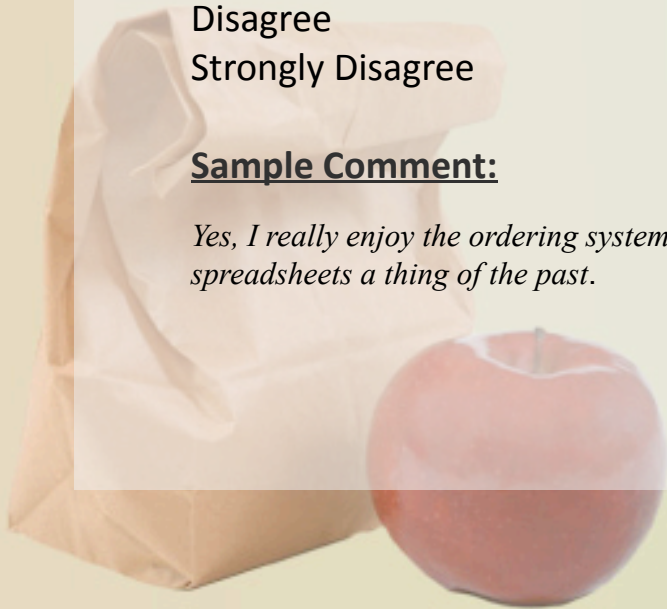 Disagree
Strongly Disagree
Sample Comment:
Yes, I really enjoy the ordering system
spreadsheets a thing of the past.